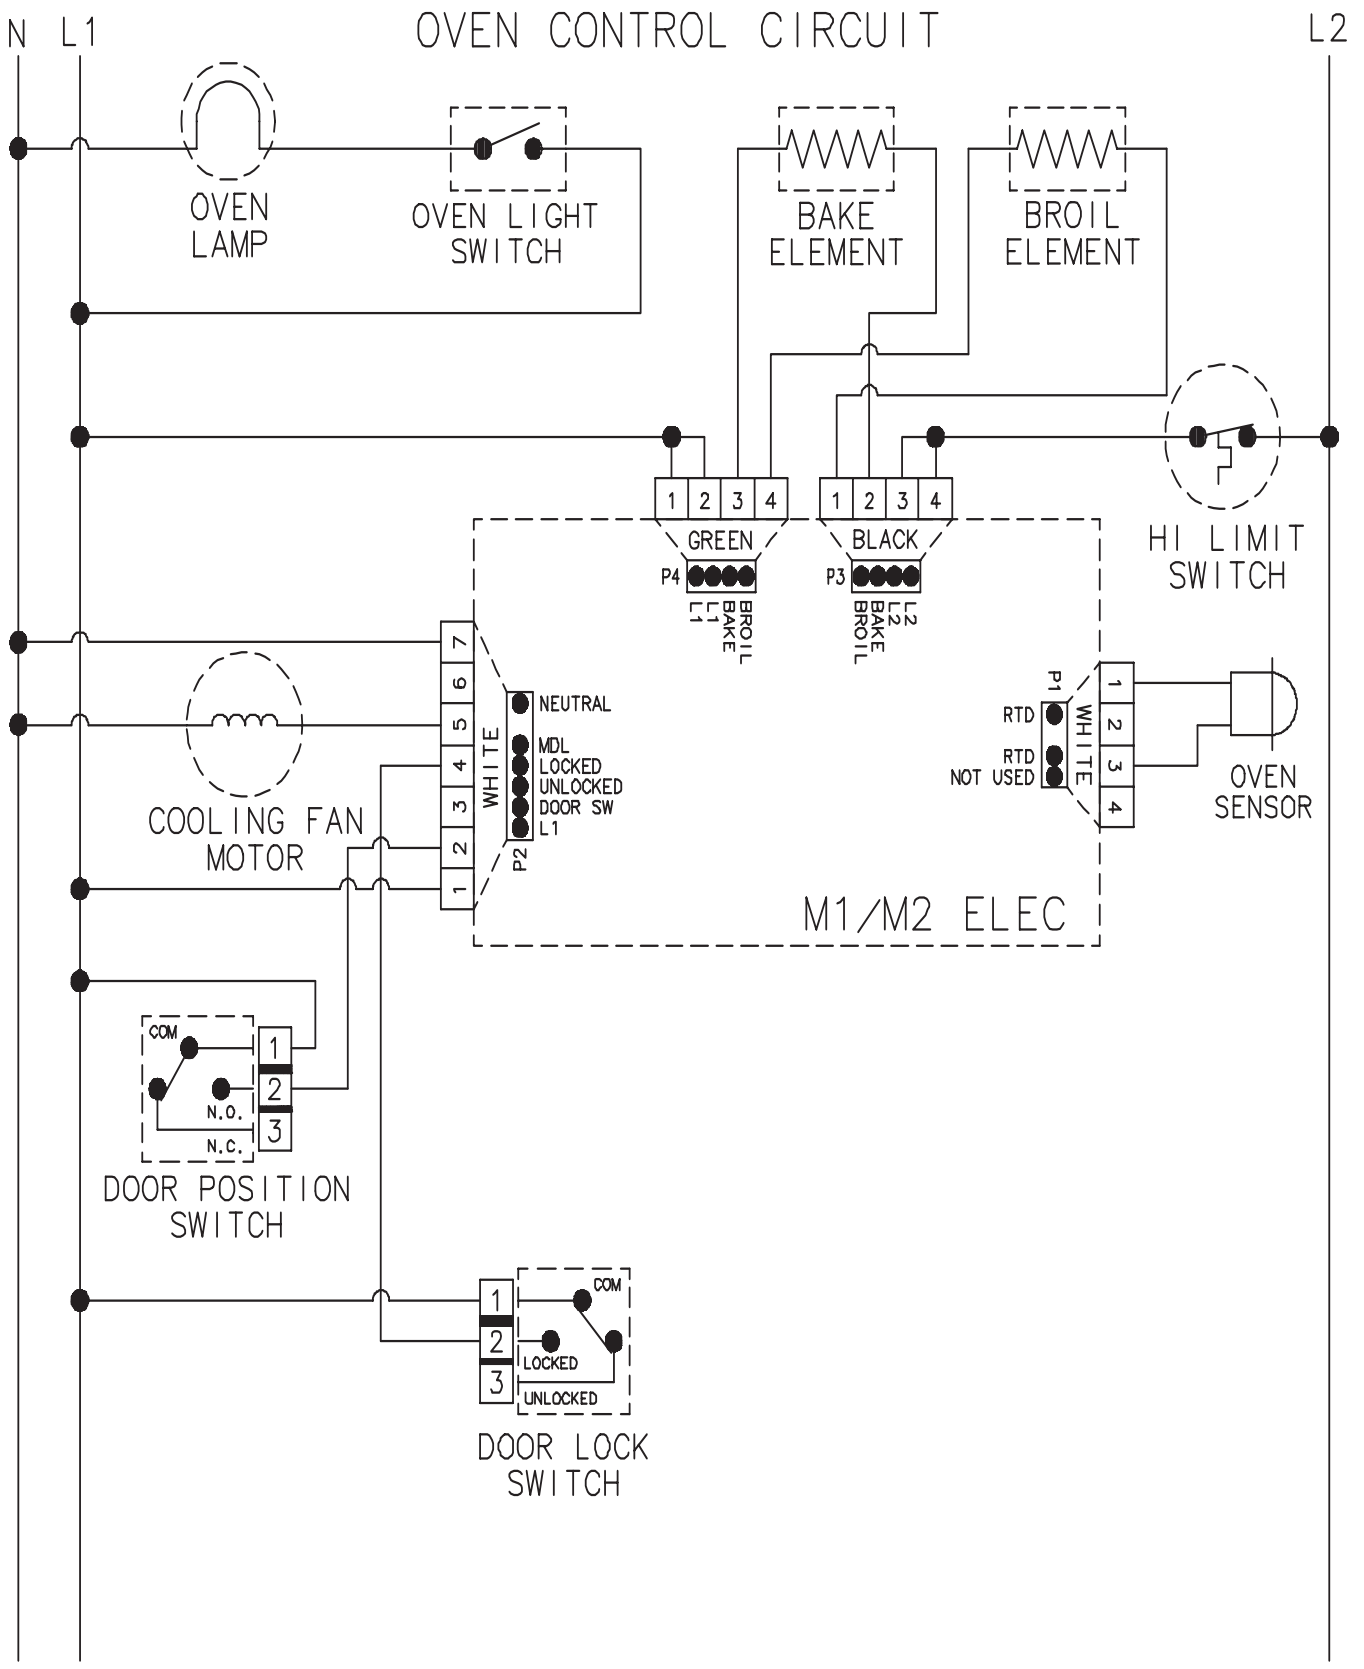 N L1 OVEN CONTROL CIRCUIT L2
OVEN
LAMP
OVEN LIGHT
SWITCH
BAKE
ELEMENT
BROIL
ELEMENT
HI LIMIT
SWITCH
1 2 3 4
GREEN
P4
L1
L1
BAKE
BROIL
1 2 3 4
BLACK
P3
BROIL
BAKE
L2
L2
7
6
5
4
3
2
1
WHITE
NEUTRAL
MDL
LOCKED
UNLOCKED
DOOR SW
L1
P2
P1
RTD
RTD
NOT USED
WHITE
1
2
3
4
OVEN
SENSOR
COOLING FAN
MOTOR
M1/M2 ELEC
COM
1
2
N.O.
3
N.C.
DOOR POSITION
SWITCH
COM
1
2
LOCKED
3
UNLOCKED
DOOR LOCK
SWITCH